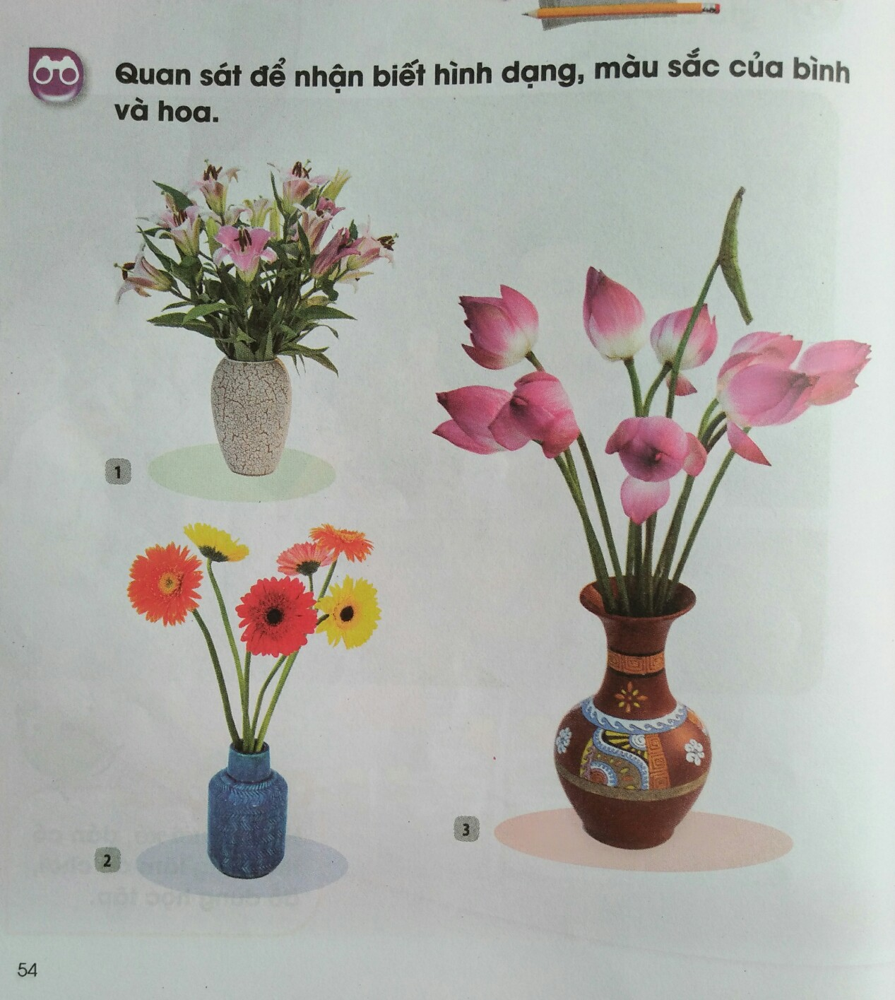 Quan sát để nhận biết hình dạng, màu sắc của bình
và hoa.
1
2
3
54